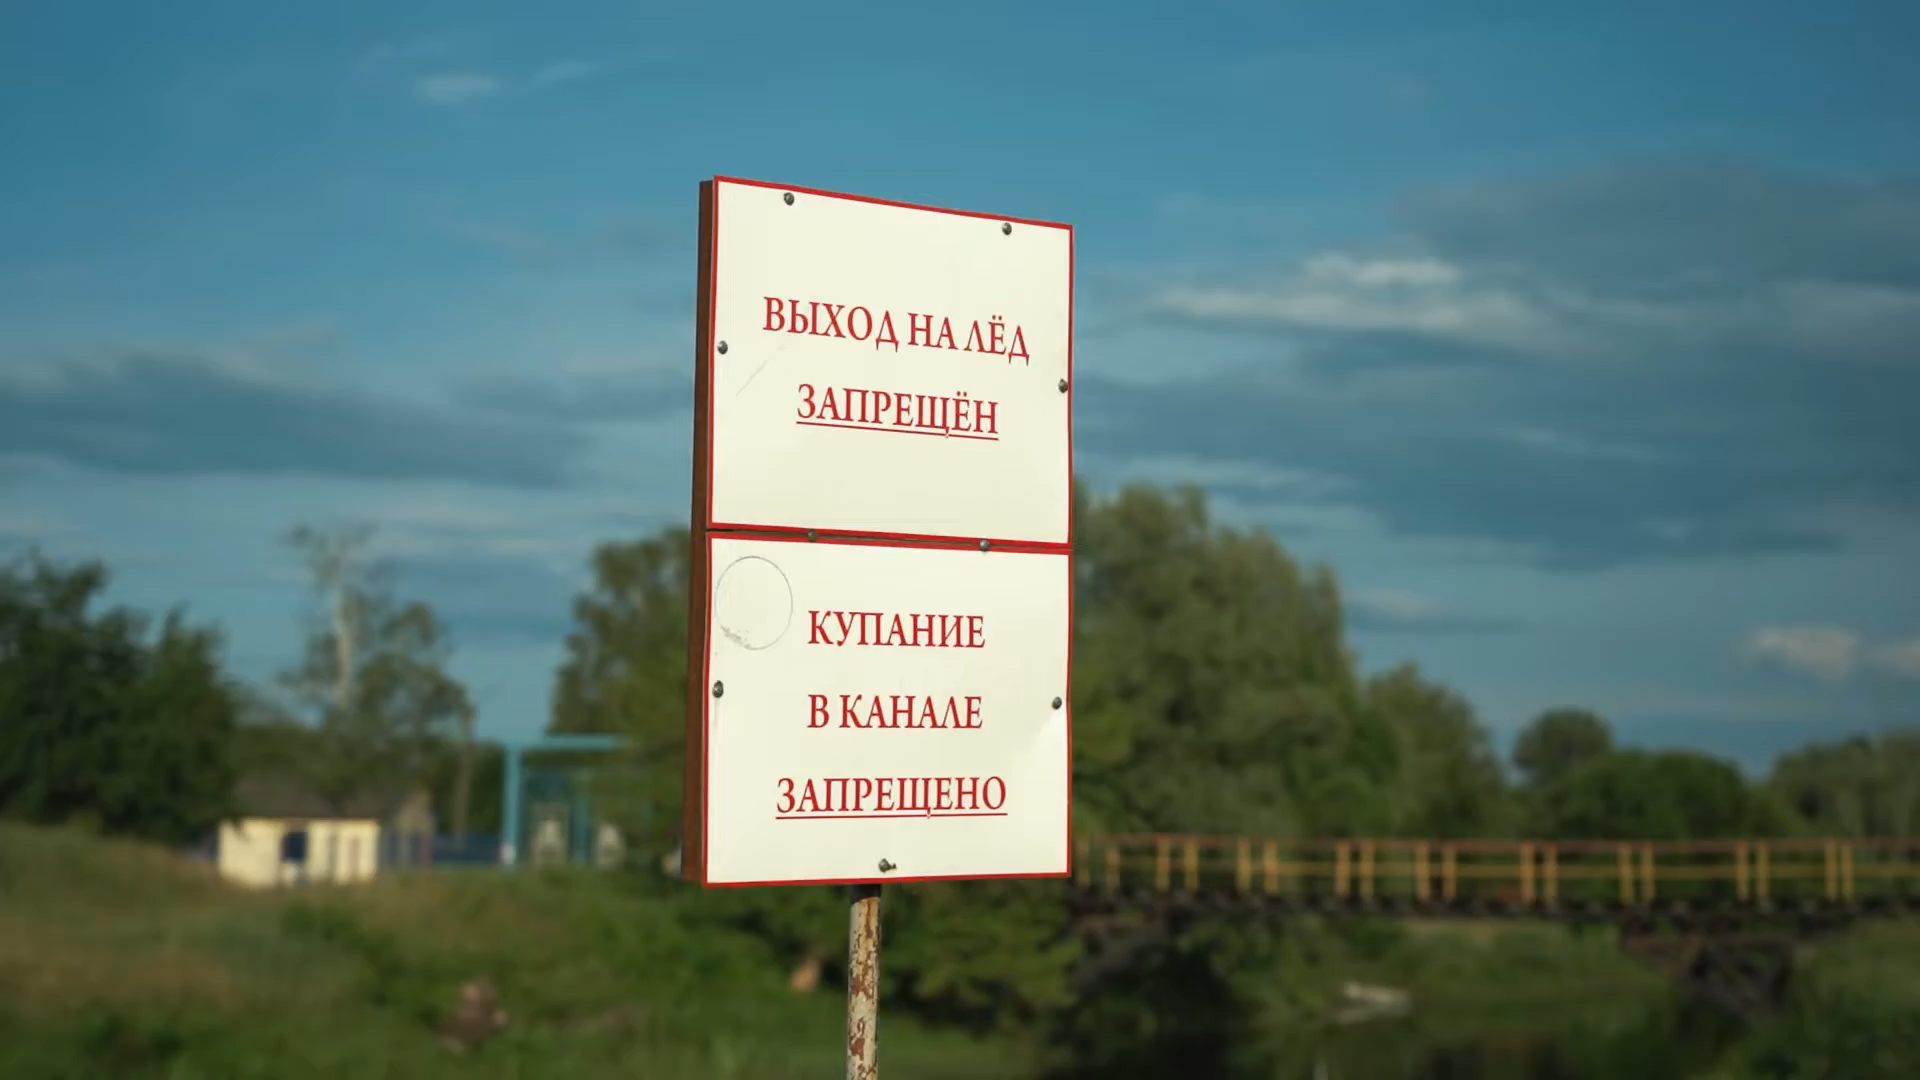 ВЫХОД НА ЛЁД
ЗАПРЕЩЁН
КУПАНИЕ
В КАНАЛЕ
ЗАПРЕЩЕНО